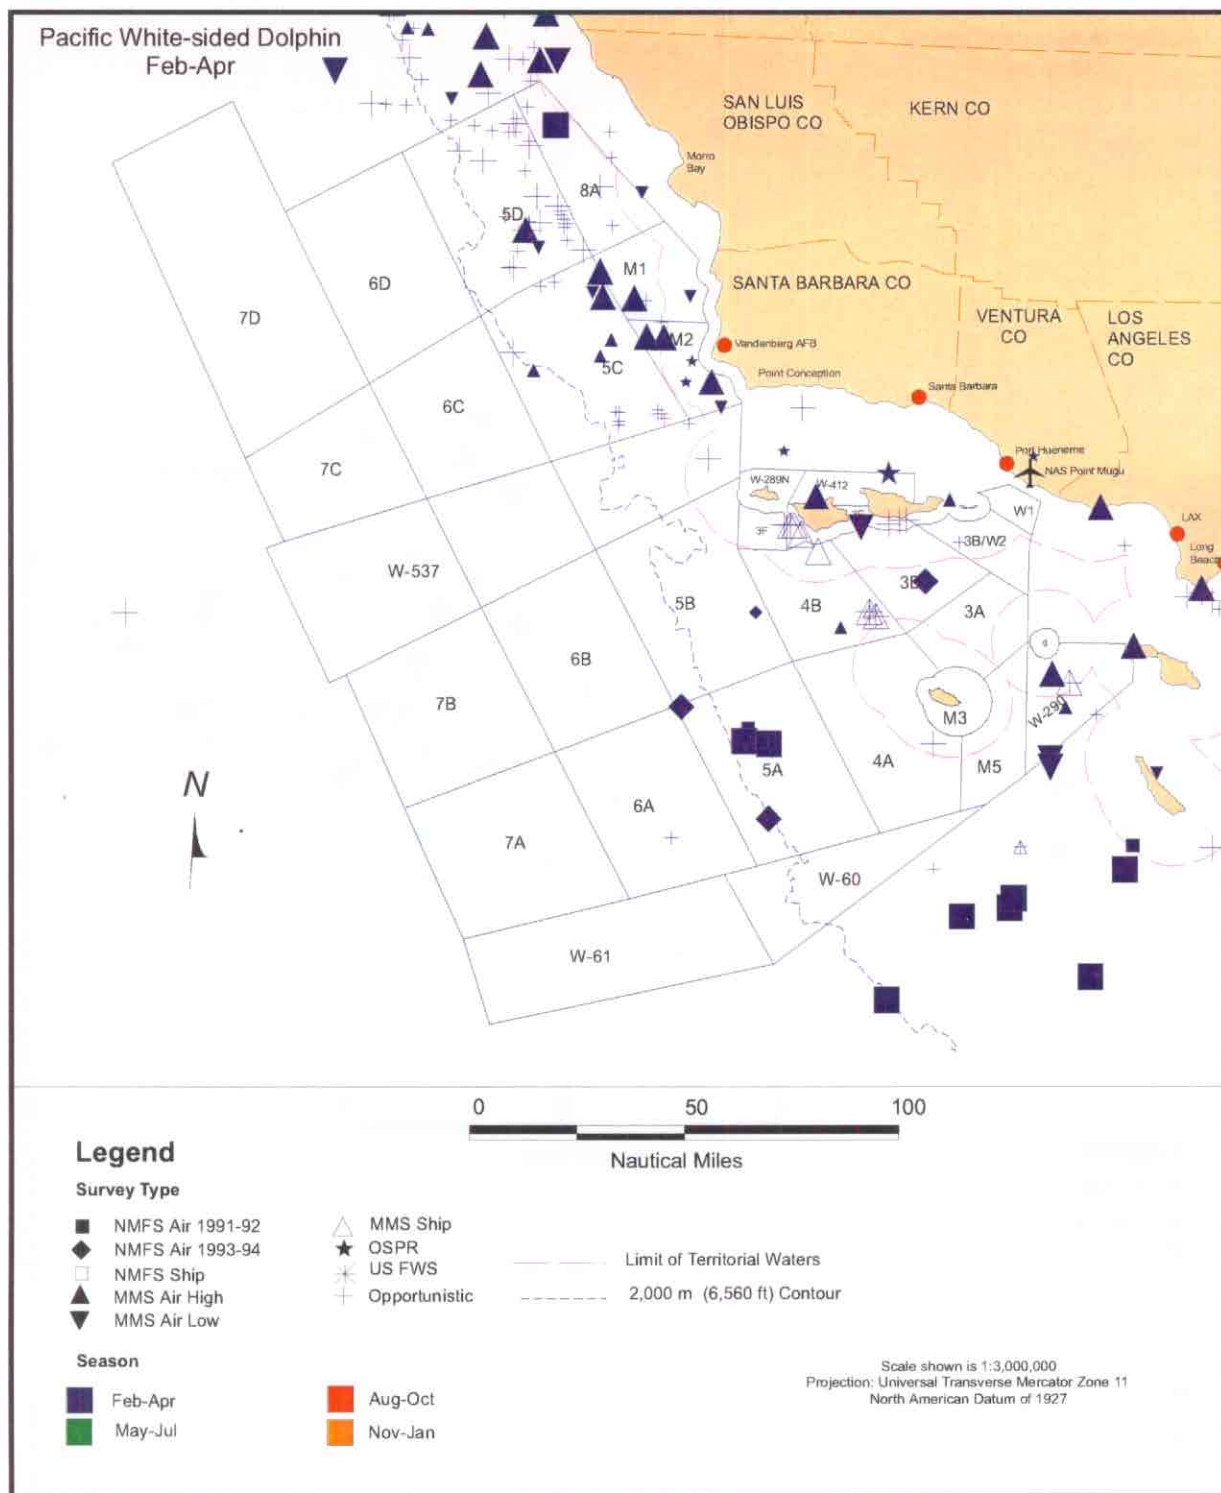 Pacific White-sided Dolphin
Feb-Apr
SAN LUIS
OBISPO CO
KERN CO
Morro
Bay
8A
5D
M1
6D
7D
SANTA BARBARA CO
VENTURA
CO
LOS
ANGELES
CO
M2
Vandenberg AFB
5C
Point Conception
Santa Barbara
6C
7C
Port Hueneme
NAS Point Mugu
W-289N
W-412
W1
LAX
Long
3F
3B/W2
W-537
5B
4B
3A
6B
7B
M3
W-290
5A
4A
M5
N
6A
7A
W-60
W-61
0 50 100
Nautical Miles
Legend
Survey Type
NMFS Air 1991-92
NMFS Air 1993-94
NMFS Ship
MMS Air High
MMS Air Low
MMS Ship
OSPR
US FWS
Opportunistic
Limit of Territorial Waters
2,000 m (6,560 ft) Contour
Season
Feb-Apr
May-Jul
Aug-Oct
Nov-Jan
Scale shown is 1:3,000,000
Projection: Universal Transverse Mercator Zone 11
North American Datum of 1927